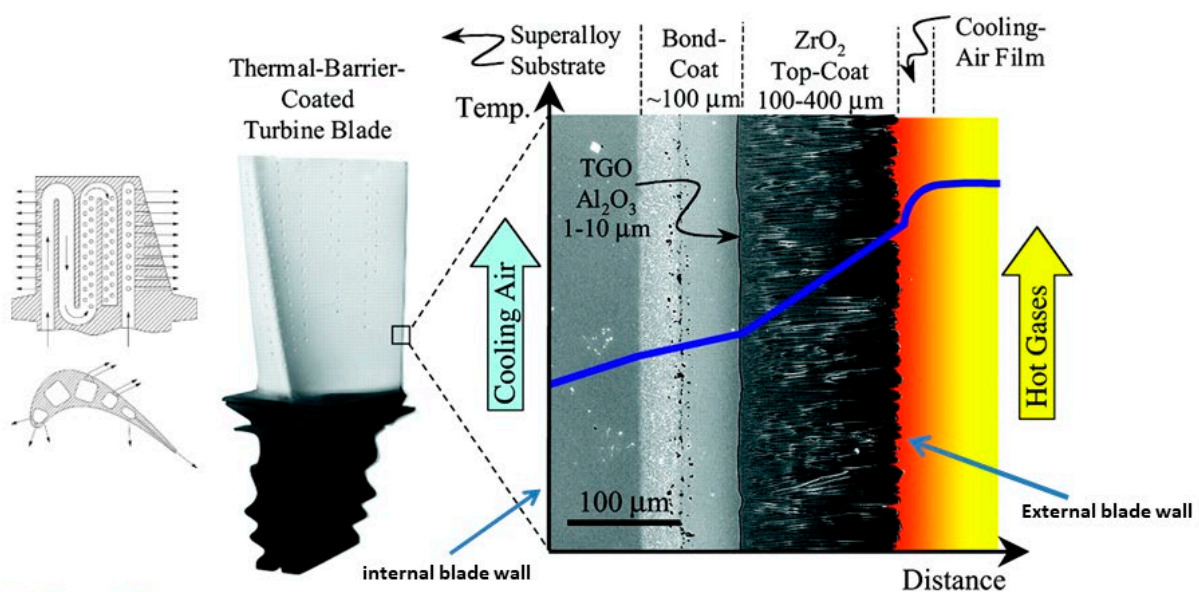 Thermal-Barrier-
Coated
Turbine Blade
Superalloy
Substrate
Bond-
Coat
~100 μm
ZrO₂
Top-Coat
100-400 μm
Cooling-
Air Film
Temp.
TGO
Al₂O₃
1-10 μm
Cooling Air
Hot Gases
100 μm
internal blade wall
External blade wall
Distance